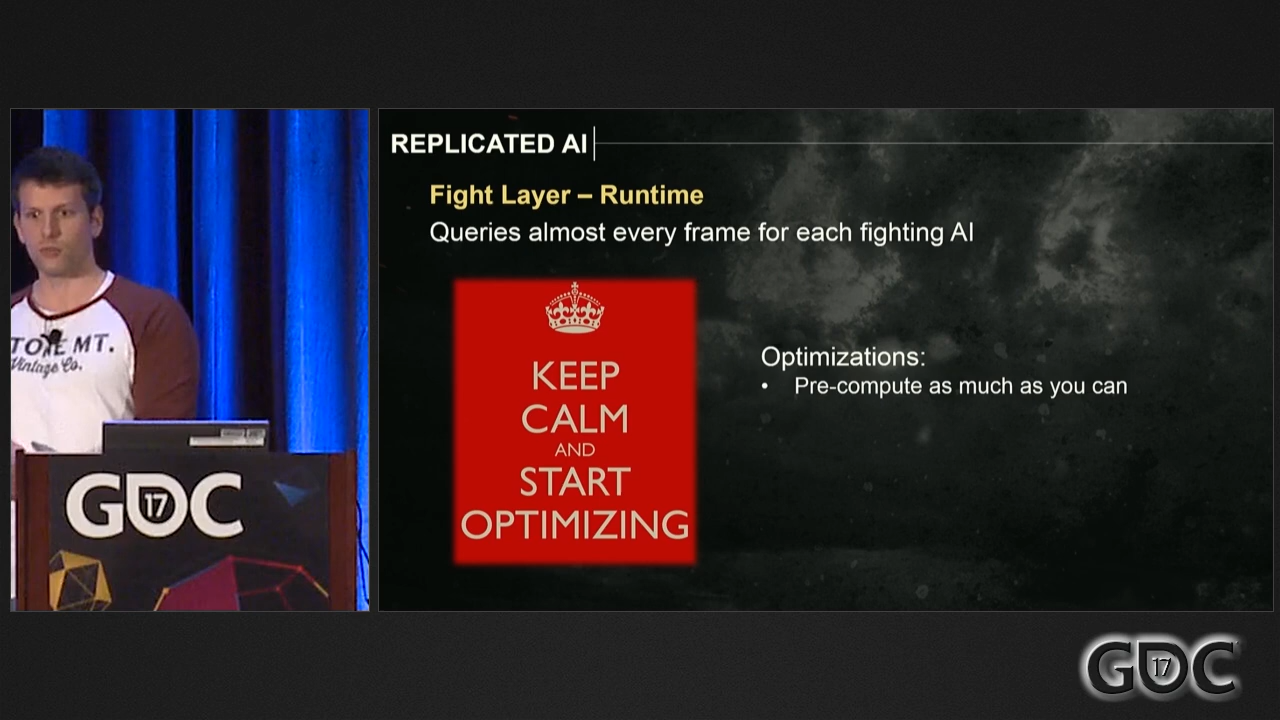 TONE MT.
Vintage Co.
GDC
17
REPLICATED AI
Fight Layer – Runtime
Queries almost every frame for each fighting AI
KEEP
CALM
AND
START
OPTIMIZING
Optimizations:
• Pre-compute as much as you can
GDC
17